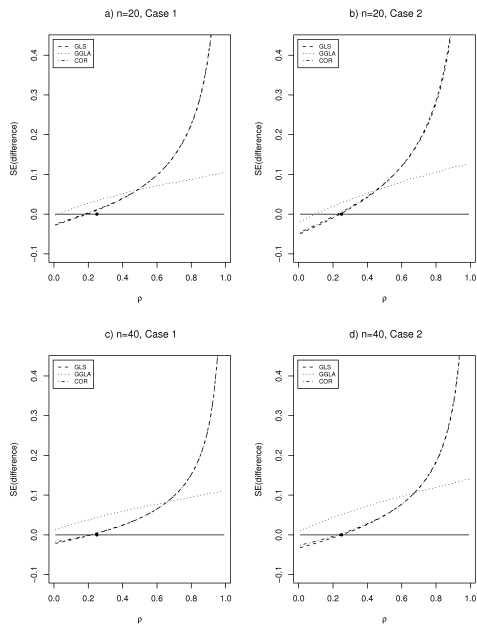 a) n=20, Case 1
GLS
GGLA
COR
SE(difference)
0.4
0.3
0.2
0.1
0.0
-0.1
0.0 0.2 0.4 0.6 0.8 1.0
ρ
b) n=20, Case 2
GLS
GGLA
COR
SE(difference)
0.4
0.3
0.2
0.1
0.0
-0.1
0.0 0.2 0.4 0.6 0.8 1.0
ρ
c) n=40, Case 1
GLS
GGLA
COR
SE(difference)
0.4
0.3
0.2
0.1
0.0
-0.1
0.0 0.2 0.4 0.6 0.8 1.0
ρ
d) n=40, Case 2
GLS
GGLA
COR
SE(difference)
0.4
0.3
0.2
0.1
0.0
-0.1
0.0 0.2 0.4 0.6 0.8 1.0
ρ